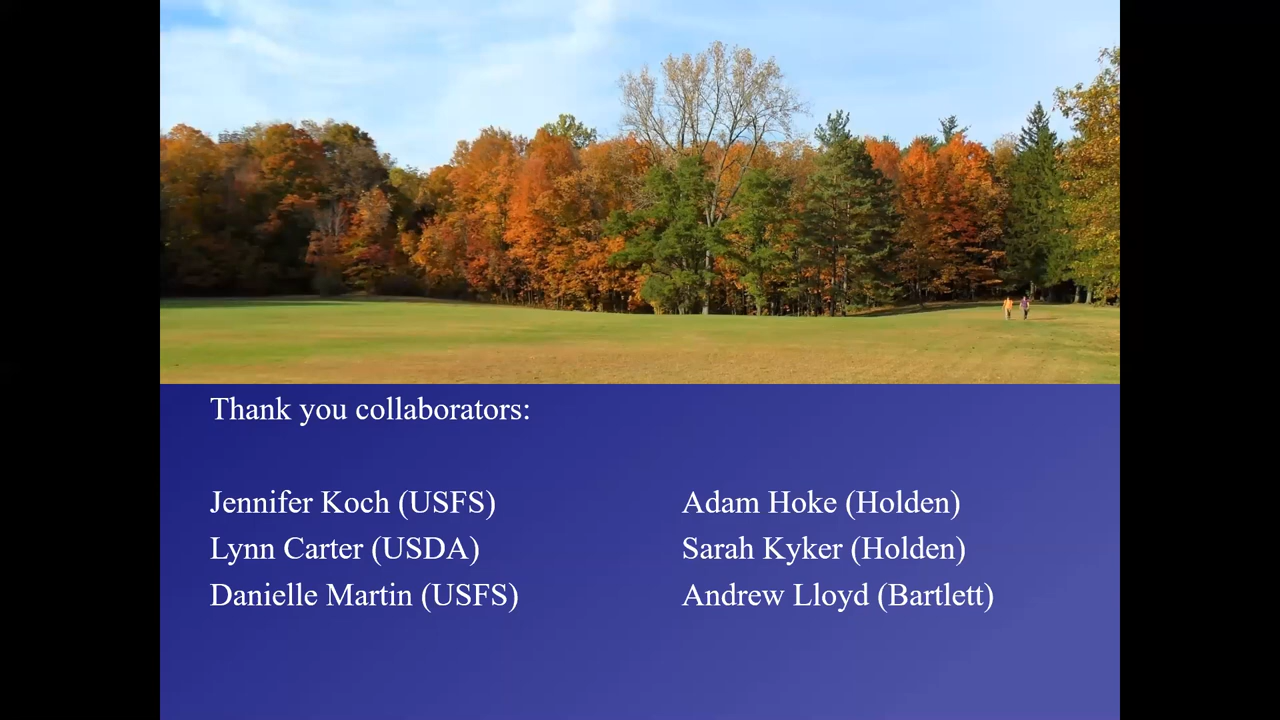 Thank you collaborators:
Jennifer Koch (USFS)
Lynn Carter (USDA)
Danielle Martin (USFS)
Adam Hoke (Holden)
Sarah Kyker (Holden)
Andrew Lloyd (Bartlett)